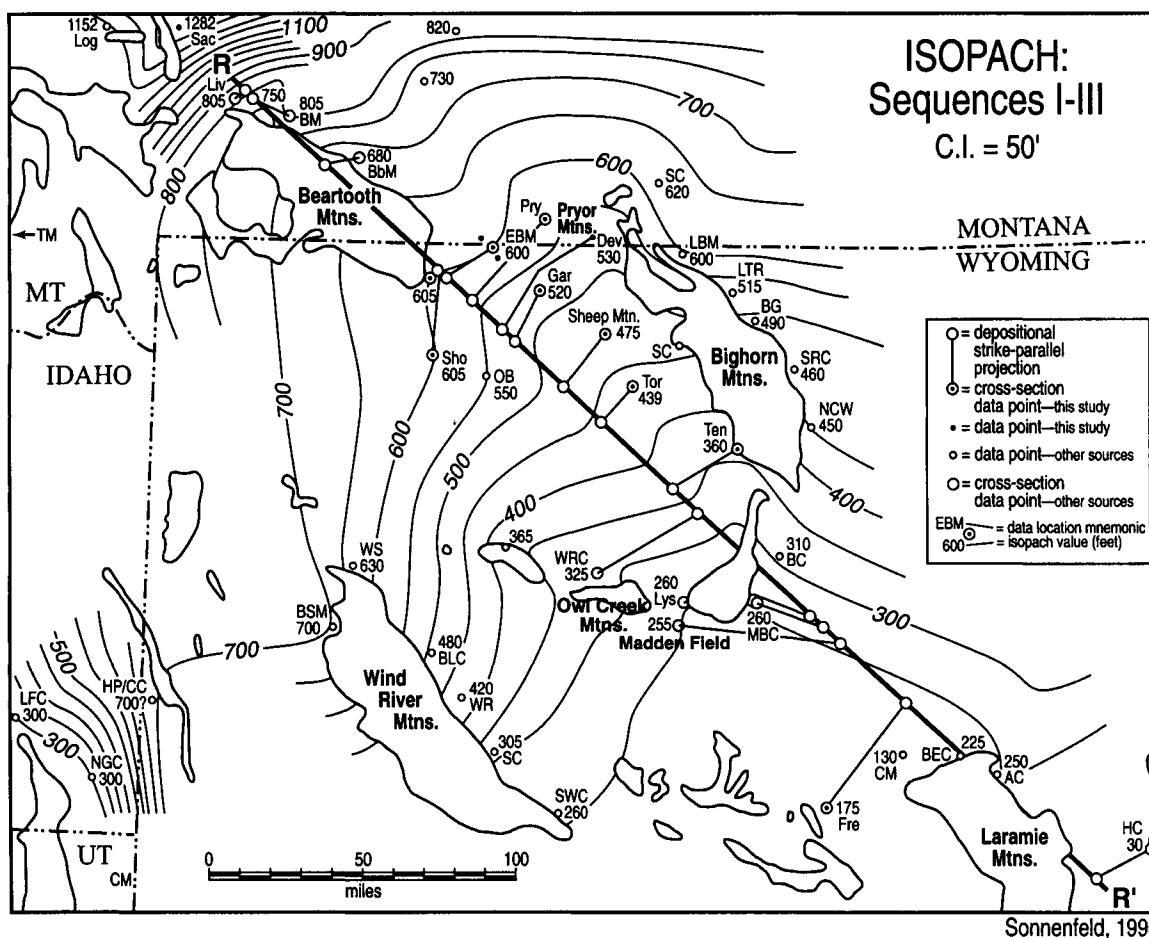 ISOPACH:
Sequences I-III
C.I. = 50'
1152
Log
1282
Sac
1100
900
820
R
Liv
805
750
805
BM
730
700
680
BbM
800
Beartooth
Mtns.
600
SC
620
Pry
Pryor
Mtns.
TM
EBM
600
Dev.
530
LBM
600
MONTANA
WYOMING
MT
605
Gar
520
LTR
515
BG
490
Sheep Mtn.
475
SC
Bighorn
Mtns.
IDAHO
Sho
605
OB
550
SRC
460
Tor
439
NCW
450
700
600
Ten
360
500
400
400
365
WS
630
WRC
325
310
BC
BSM
700
260
Lys
Owl Creek
Mtns.
255
Madden Field
260
MBC
300
700
480
BLC
500
HP/CC
700?
LFC
300
300
NGC
300
Wind
River
Mtns.
420
WR
305
SC
SWC
260
130
CM
BEC
225
250
AC
175
Fre
Laramie
Mtns.
HC
30
R'
UT
CM
0
50
100
miles
= depositional
strike-parallel
projection
= cross-section
data point—this study
= data point—this study
= data point—other sources
= cross-section
data point—other sources
EBM
= data location mnemonic
600
= isopach value (feet)
Sonnenfeld, 199